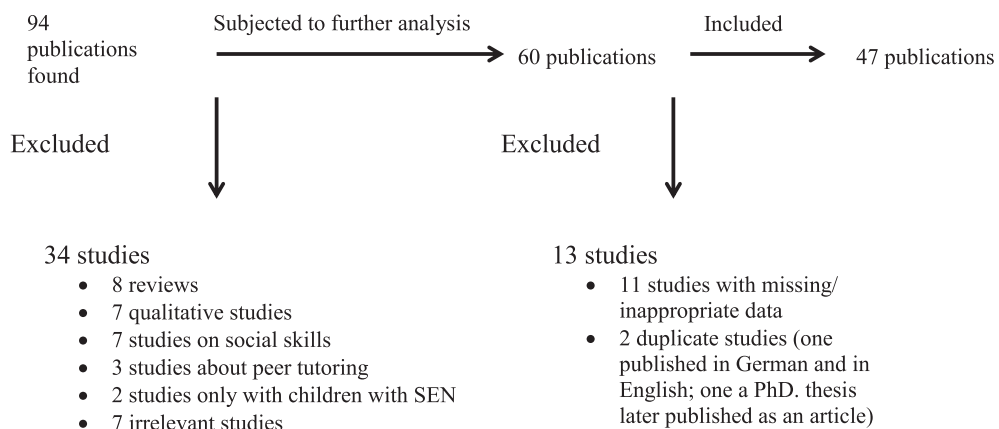 94
publications
found
Subjected to further analysis
60 publications
Included
47 publications
Excluded
Excluded
34 studies
• 8 reviews
• 7 qualitative studies
• 7 studies on social skills
• 3 studies about peer tutoring
• 2 studies only with children with SEN
• 7 irrelevant studies
13 studies
• 11 studies with missing/
inappropriate data
• 2 duplicate studies (one
published in German and in
English; one a PhD. thesis
later published as an article)